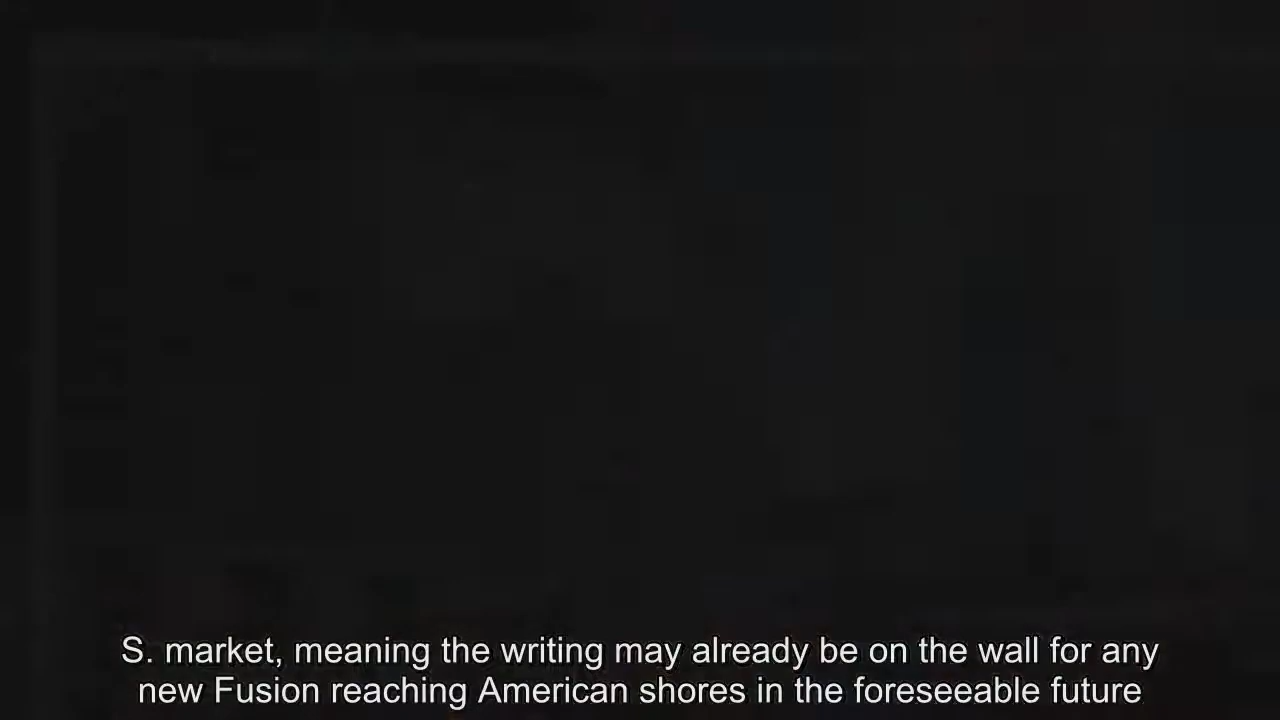 S. market, meaning the writing may already be on the wall for any
new Fusion reaching American shores in the foreseeable future